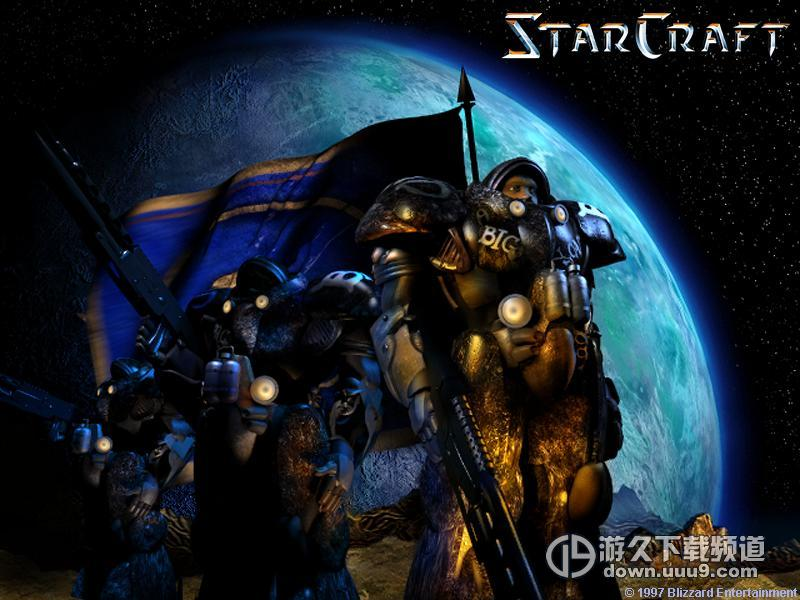 STARCRAFT
BIG
游久下载频道
down.uuu9.com
© 1997 Blizzard Entertainment